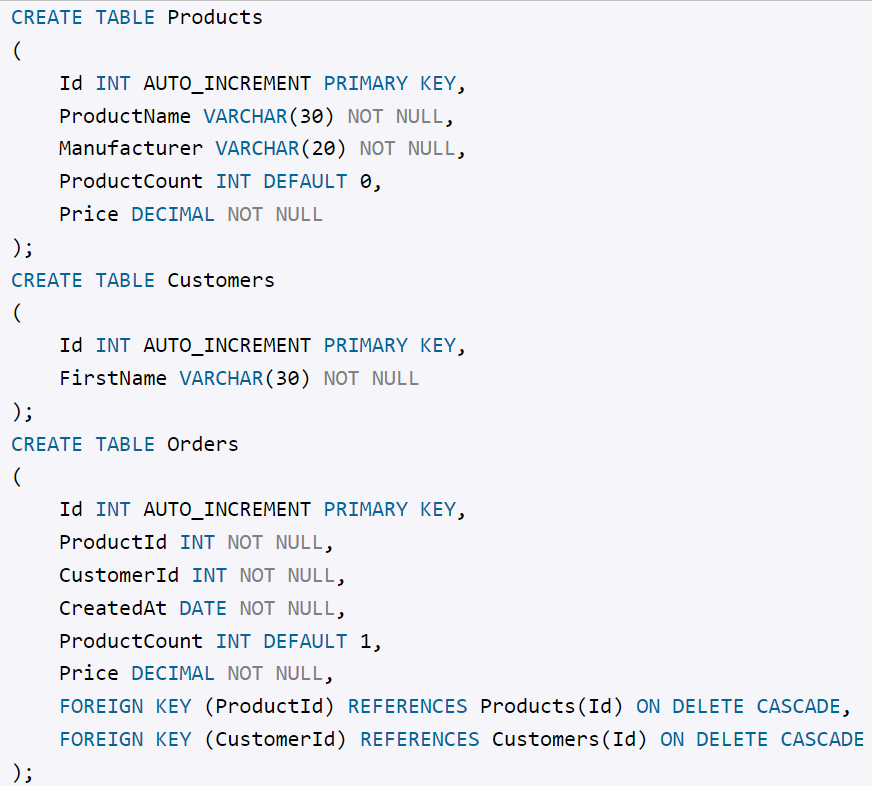 CREATE TABLE Products
(
    Id INT AUTO_INCREMENT PRIMARY KEY,
    ProductName VARCHAR(30) NOT NULL,
    Manufacturer VARCHAR(20) NOT NULL,
    ProductCount INT DEFAULT 0,
    Price DECIMAL NOT NULL
);
CREATE TABLE Customers
(
    Id INT AUTO_INCREMENT PRIMARY KEY,
    FirstName VARCHAR(30) NOT NULL
);
CREATE TABLE Orders
(
    Id INT AUTO_INCREMENT PRIMARY KEY,
    ProductId INT NOT NULL,
    CustomerId INT NOT NULL,
    CreatedAt DATE NOT NULL,
    ProductCount INT DEFAULT 1,
    Price DECIMAL NOT NULL,
    FOREIGN KEY (ProductId) REFERENCES Products(Id) ON DELETE CASCADE,
    FOREIGN KEY (CustomerId) REFERENCES Customers(Id) ON DELETE CASCADE
);